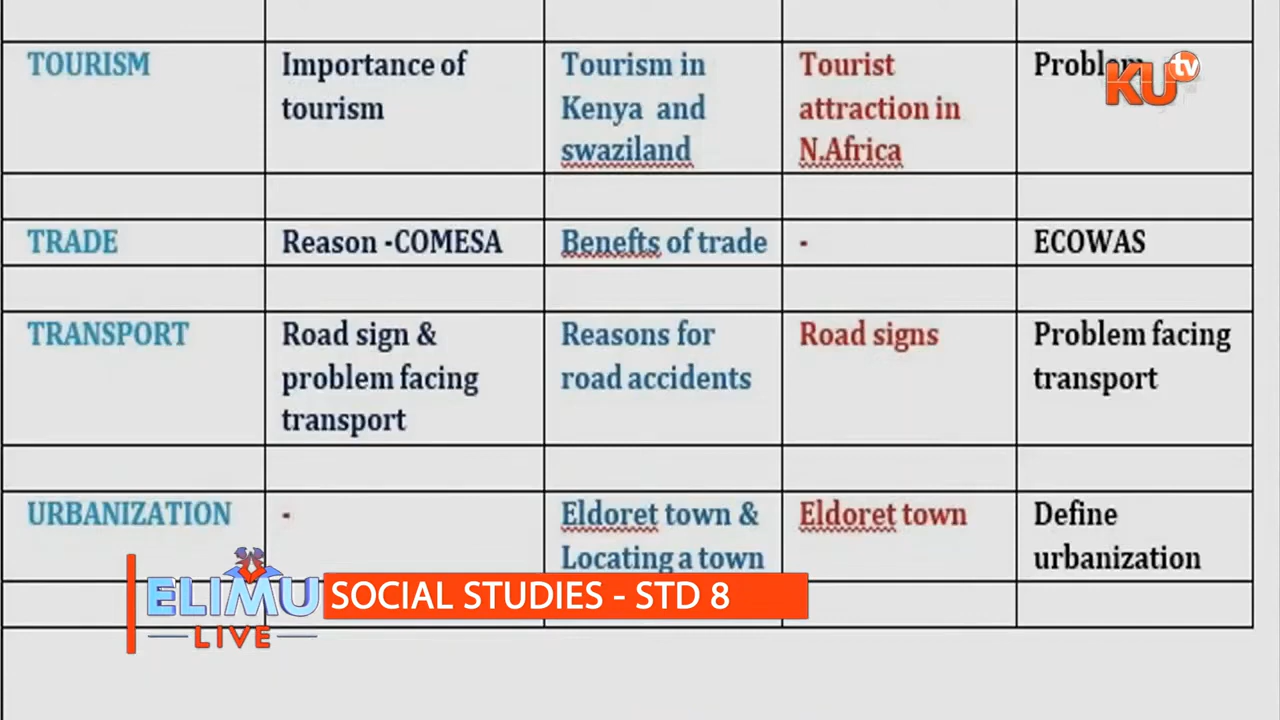 TOURISM
Importance of
tourism
Tourism in
Kenya and
swaziland
Tourist
attraction in
N.Africa
Problem
KU tv
TRADE
Reason -COMESA
Benefts of trade
-
ECOWAS
TRANSPORT
Road sign &
problem facing
transport
Reasons for
road accidents
Road signs
Problem facing
transport
URBANIZATION
-
Eldoret town &
Locating a town
Eldoret town
Define
urbanization
ELIMU
LIVE
SOCIAL STUDIES - STD 8